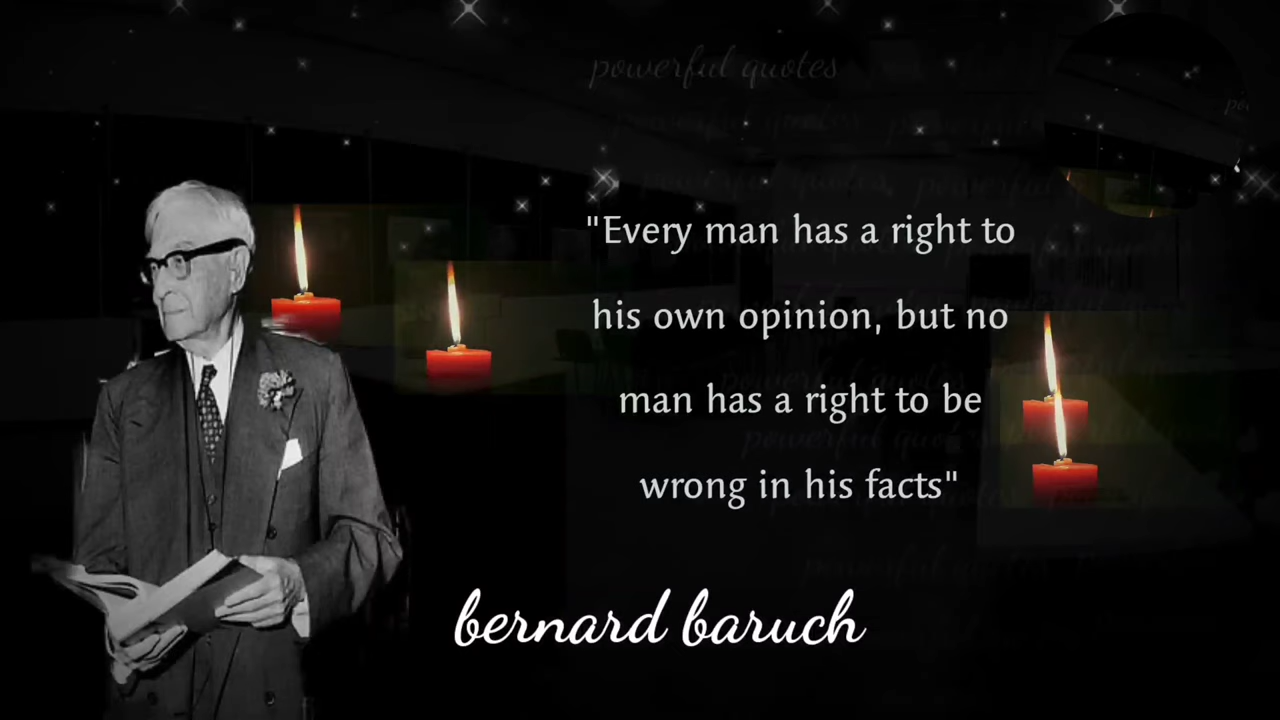 powerful quotes
"Every man has a right to
his own opinion, but no
man has a right to be
wrong in his facts"
bernard baruch